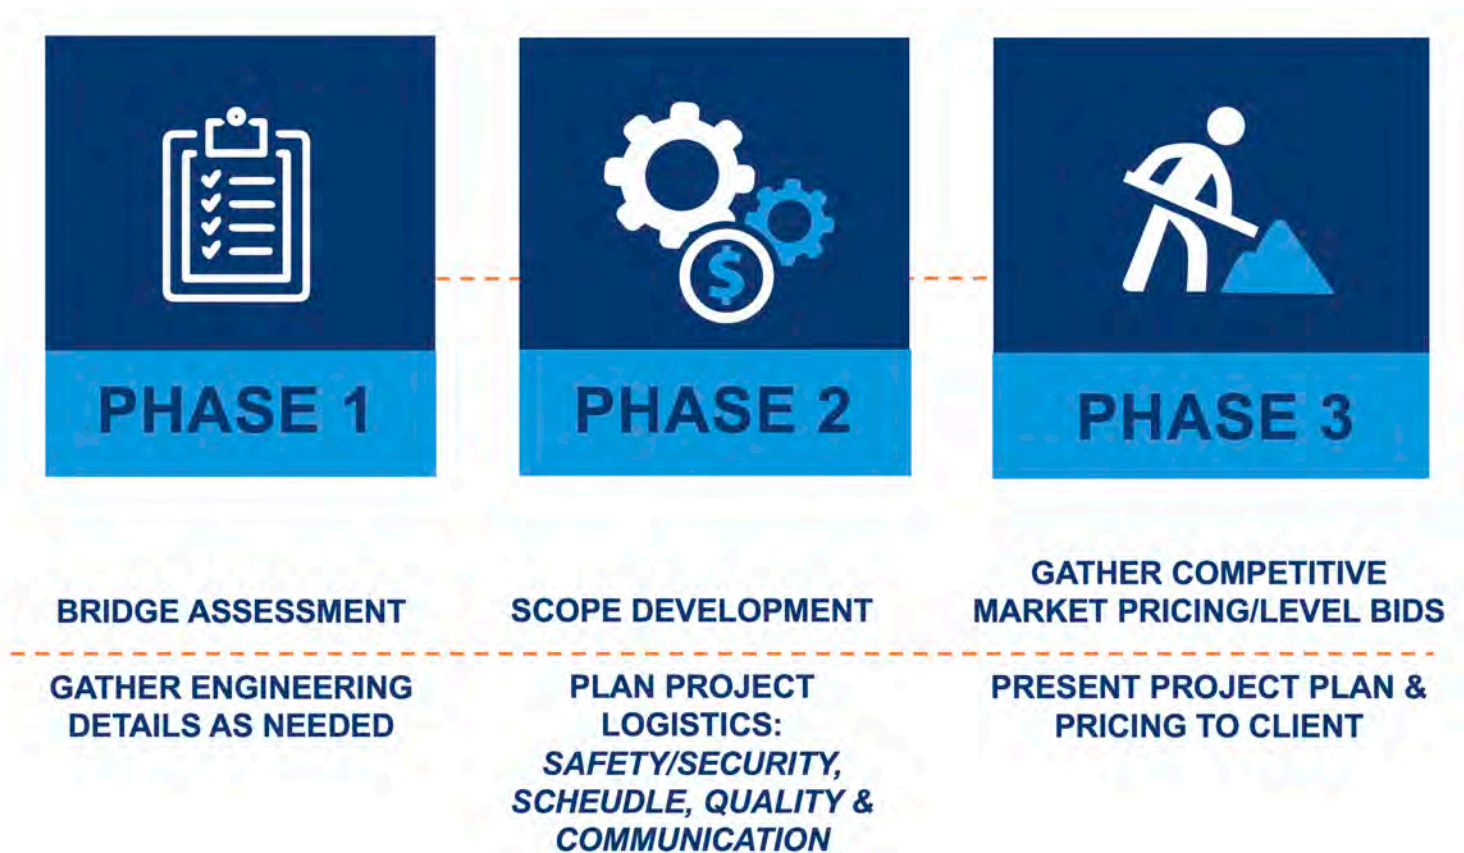 PHASE 1
PHASE 2
PHASE 3
$
BRIDGE ASSESSMENT
SCOPE DEVELOPMENT
GATHER COMPETITIVE
MARKET PRICING/LEVEL BIDS
GATHER ENGINEERING
DETAILS AS NEEDED
PLAN PROJECT
LOGISTICS:
SAFETY/SECURITY,
SCHEUDLE, QUALITY &
COMMUNICATION
PRESENT PROJECT PLAN &
PRICING TO CLIENT